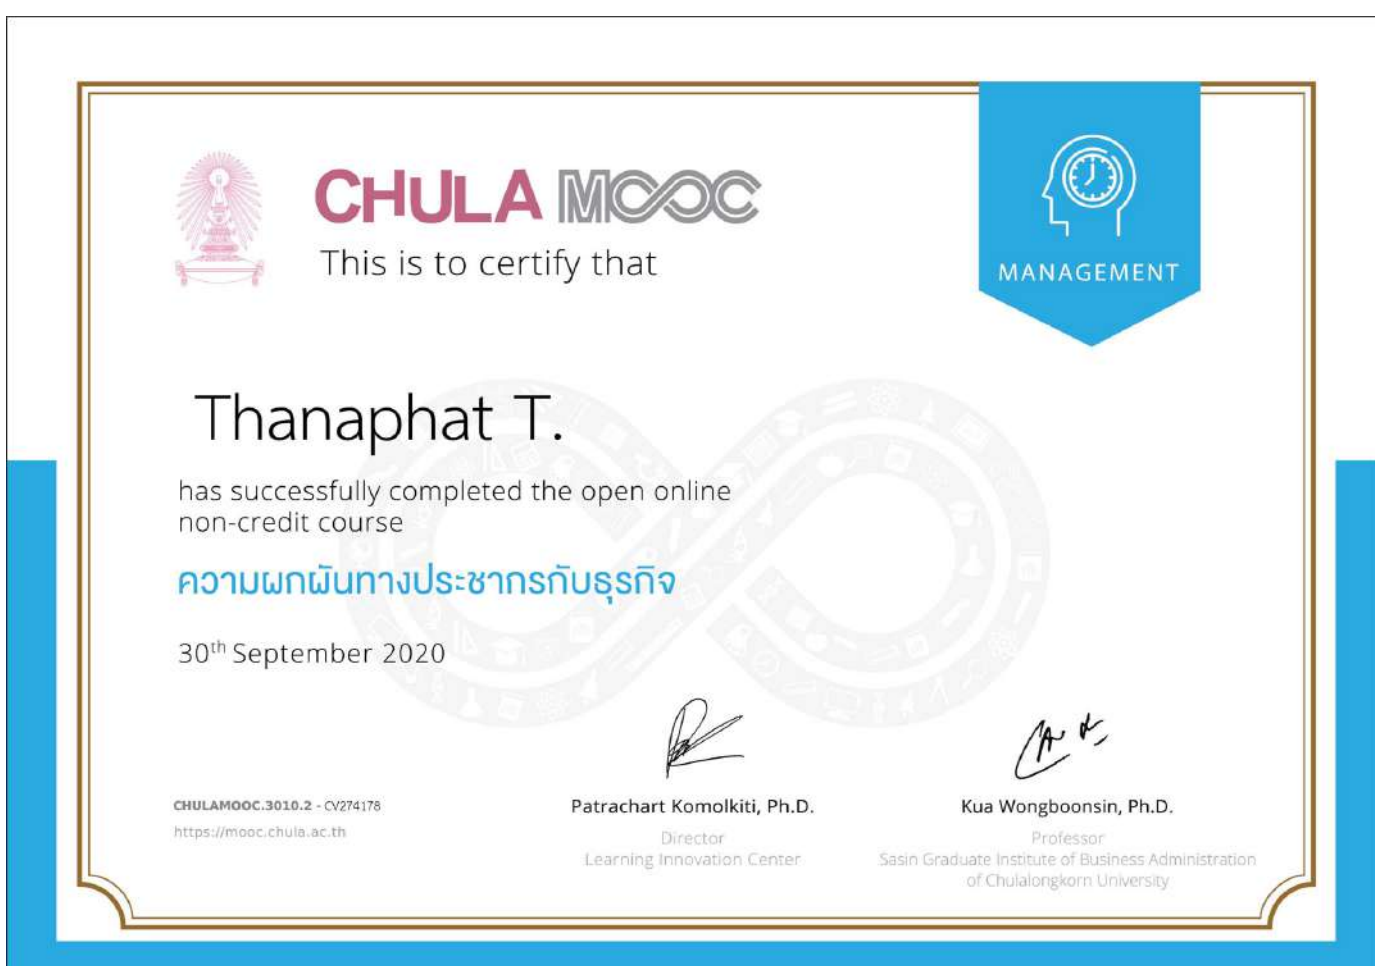 CHULA MOOC
This is to certify that
MANAGEMENT
Thanaphat T.
has successfully completed the open online
non-credit course
ความผกผันทางประชากรกับธุรกิจ
30th September 2020
CHULAMOOC.3010.2 - CV274178
https://mooc.chula.ac.th
Patrachart Komolkiti, Ph.D.
Director
Learning Innovation Center
Kua Wongboonsin, Ph.D.
Professor
Sasin Graduate Institute of Business Administration
of Chulalongkorn University